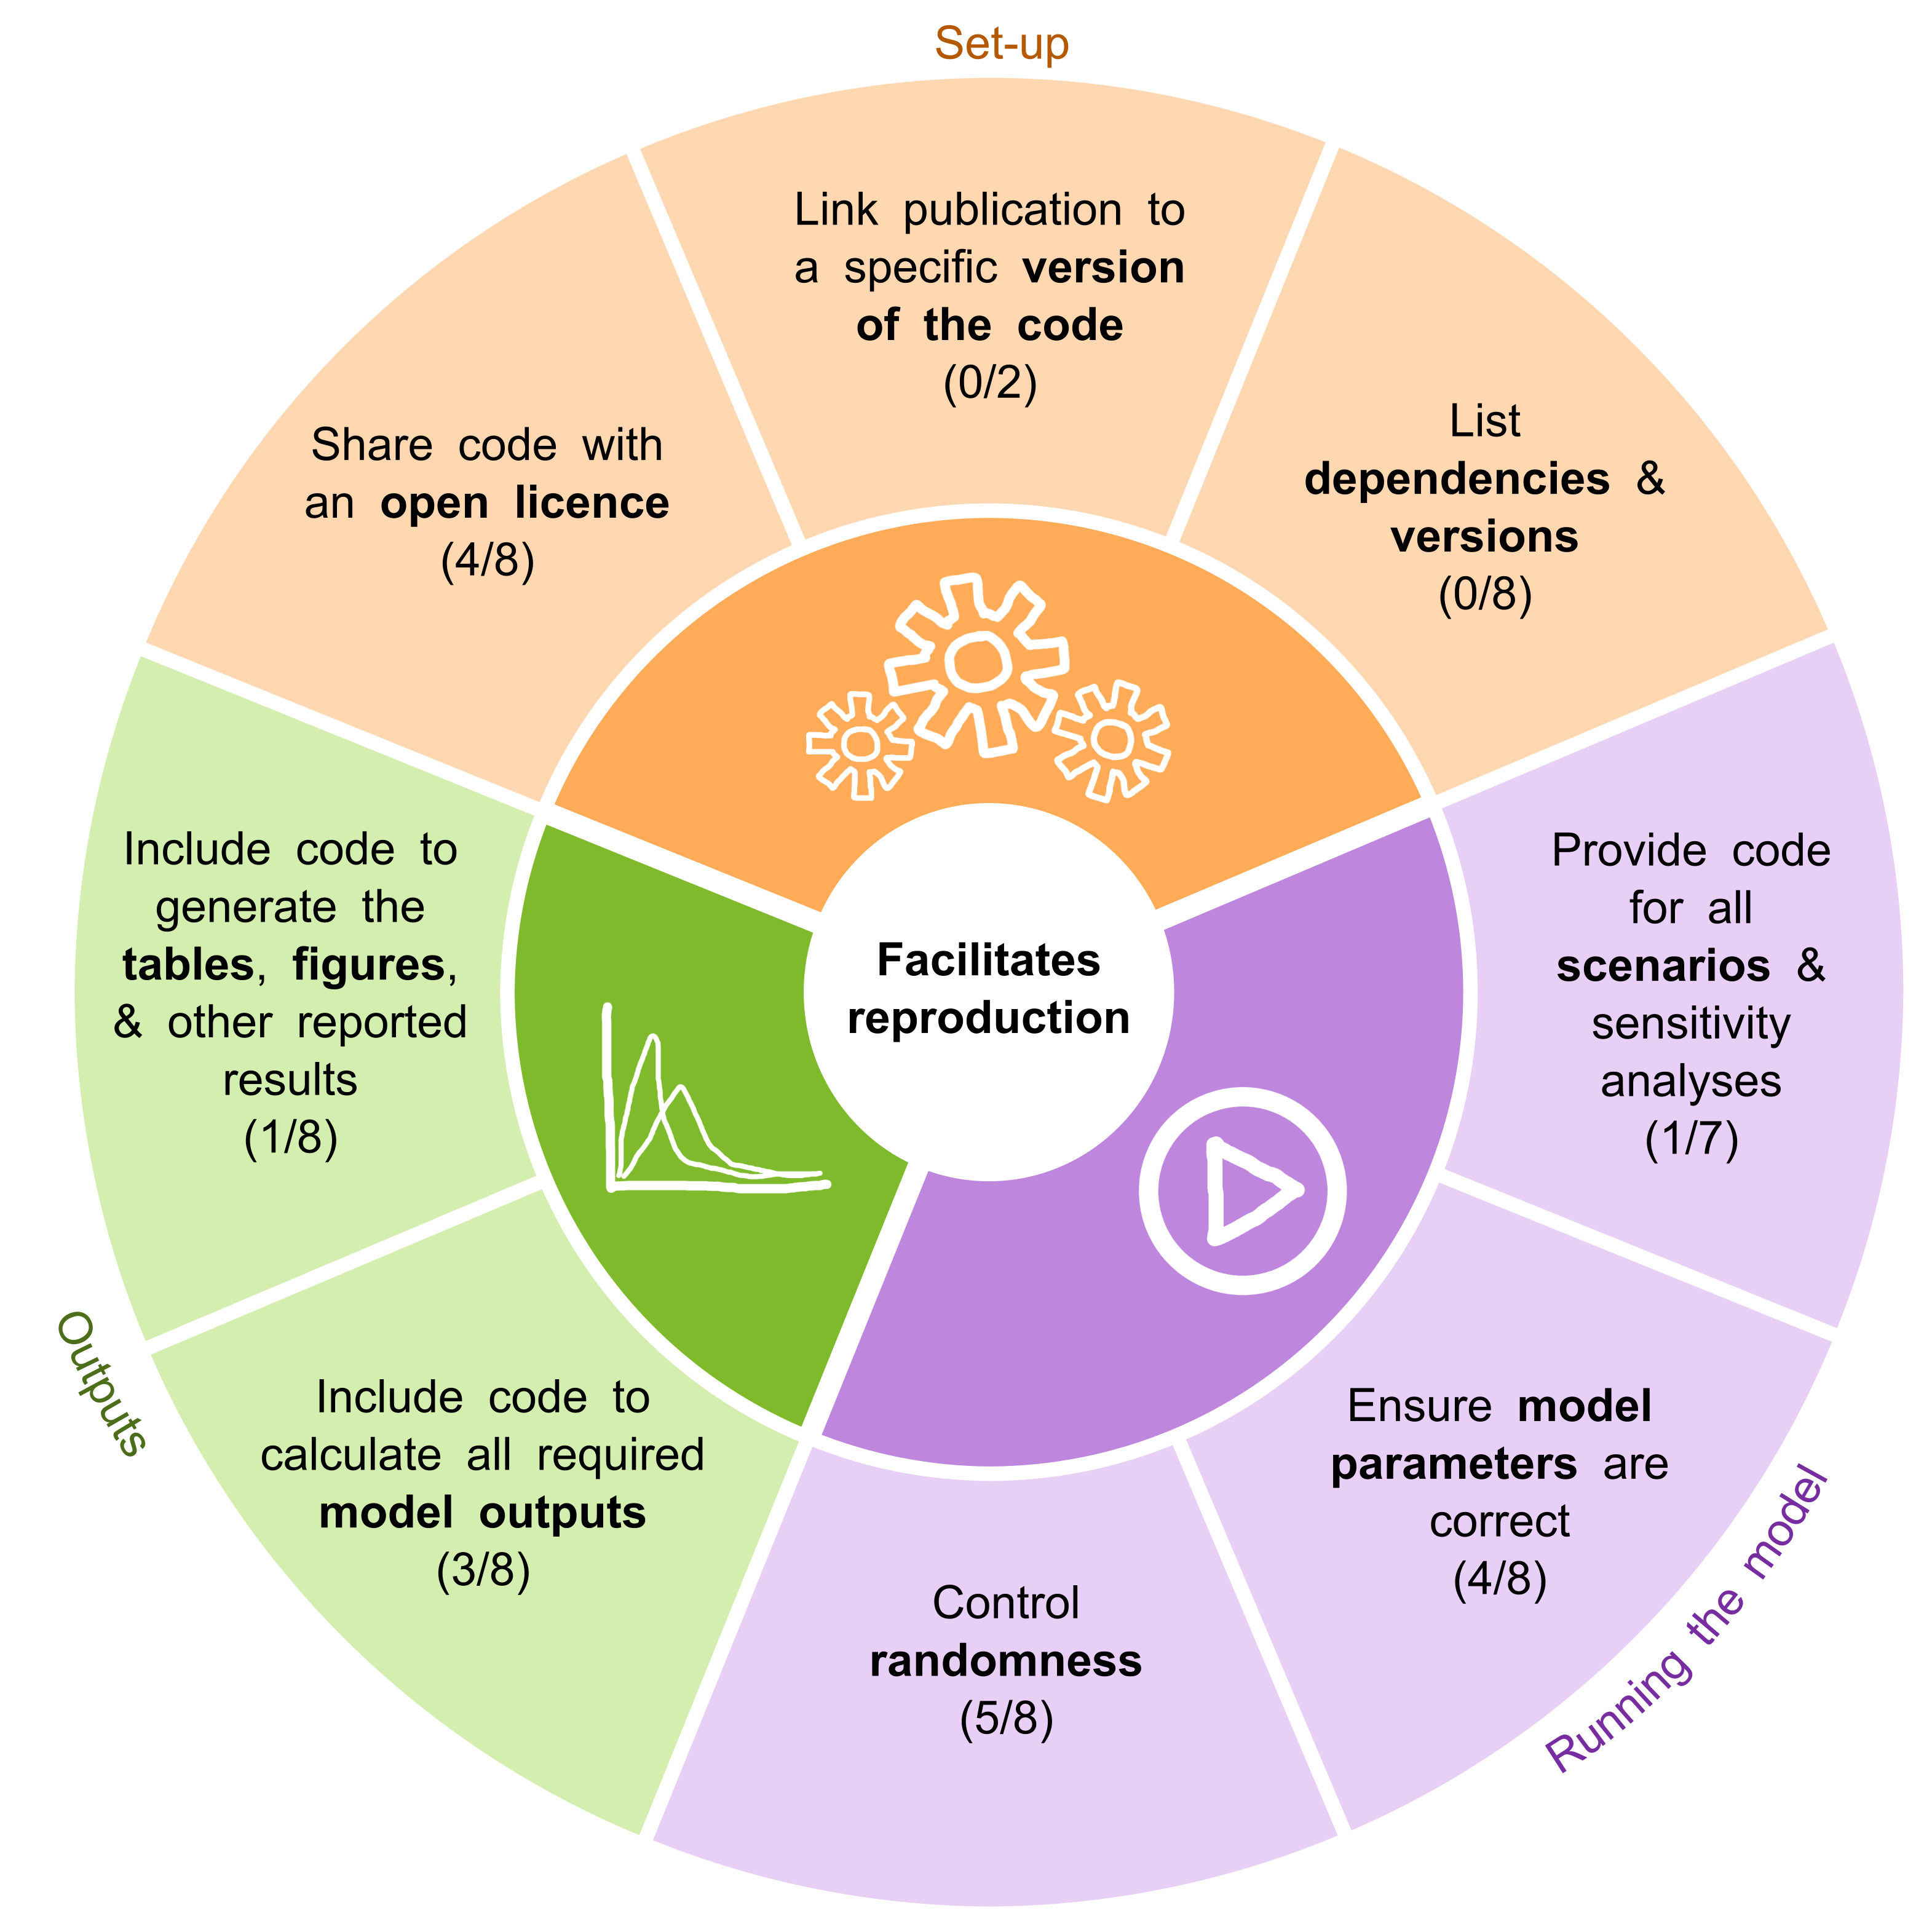 Set-up
Link publication to
a specific version
of the code
(0/2)
List
dependencies &
versions
(0/8)
Share code with
an open licence
(4/8)
Include code to
generate the
tables, figures,
& other reported
results
(1/8)
Facilitates
reproduction
Provide code
for all
scenarios &
sensitivity
analyses
(1/7)
Outputs
Include code to
calculate all required
model outputs
(3/8)
Ensure model
parameters are
correct
(4/8)
Running the model
Control
randomness
(5/8)